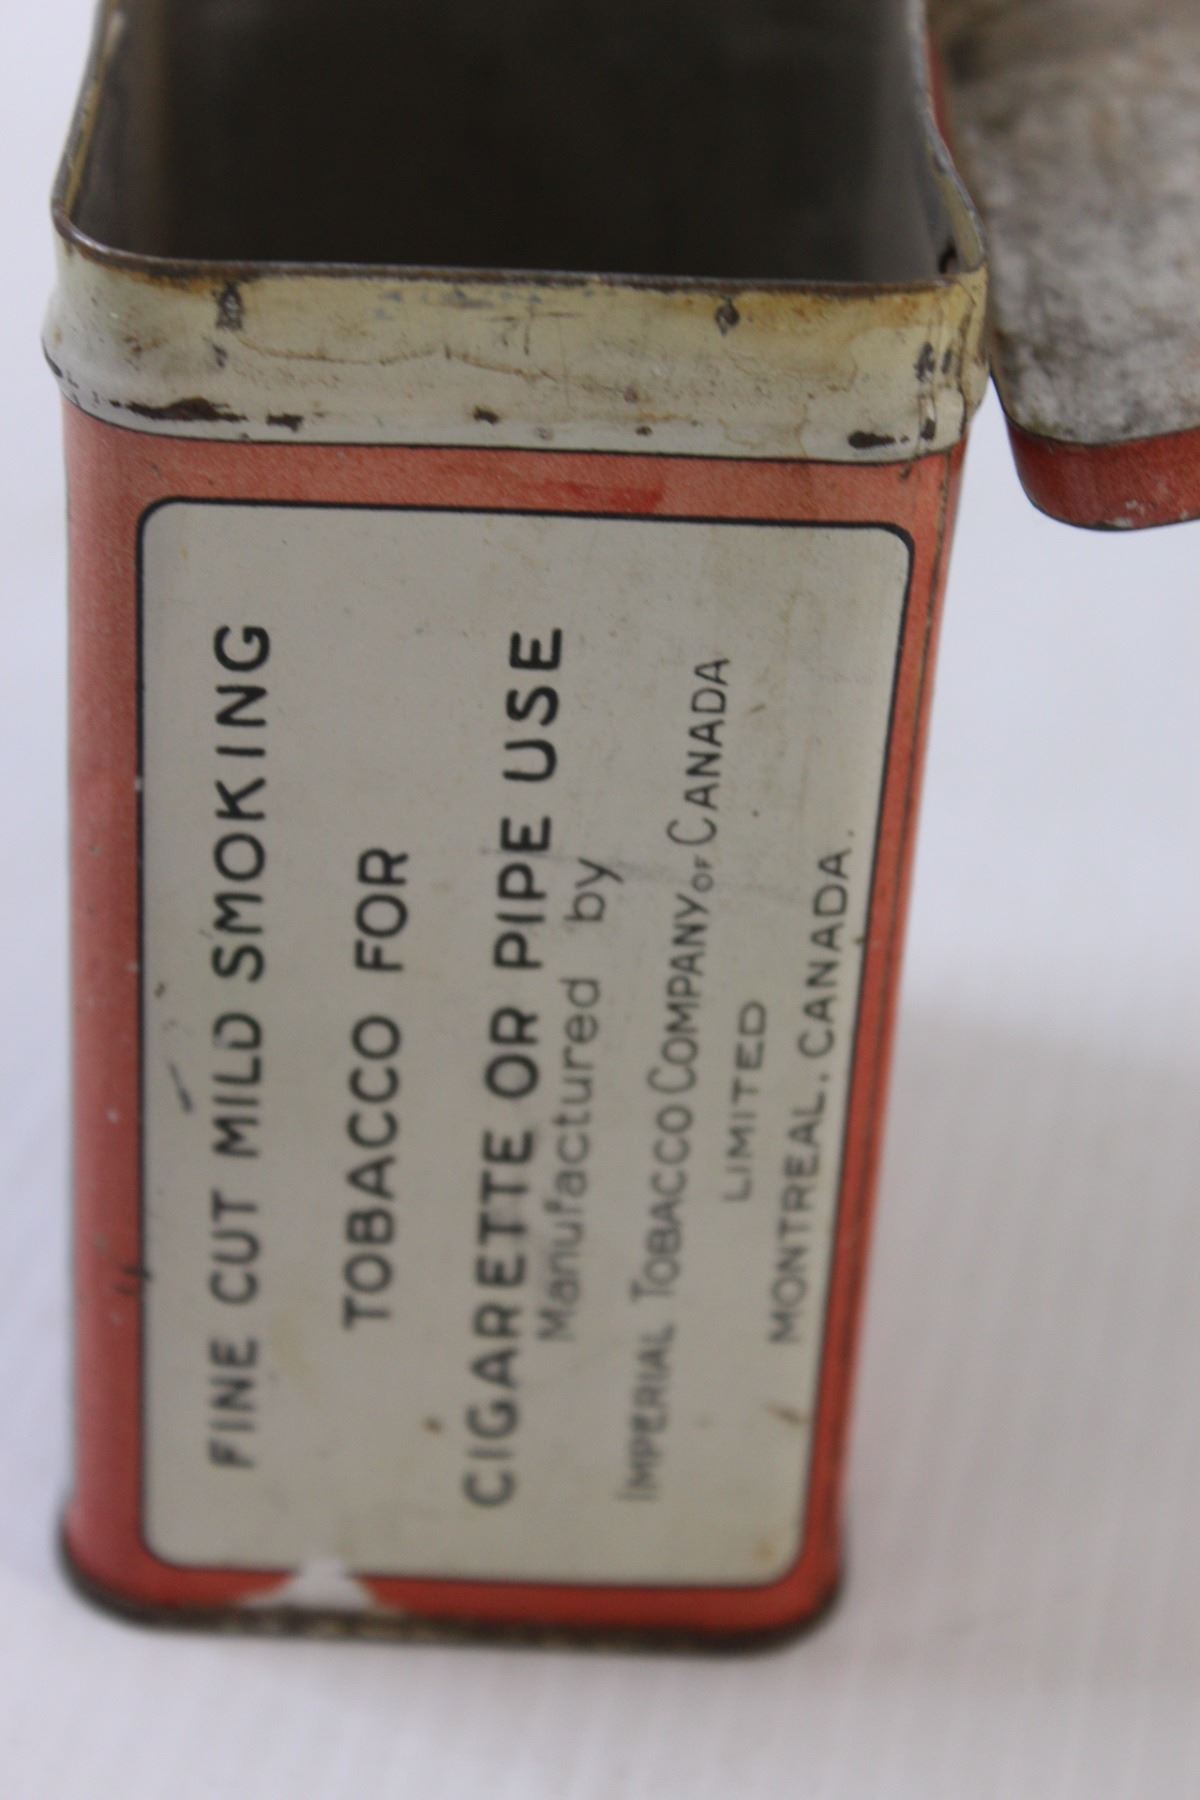 FINE CUT MILD SMOKING
TOBACCO FOR
CIGARETTE OR PIPE USE
Manufactured by
IMPERIAL TOBACCO COMPANY OF CANADA
LIMITED
MONTREAL. CANADA.